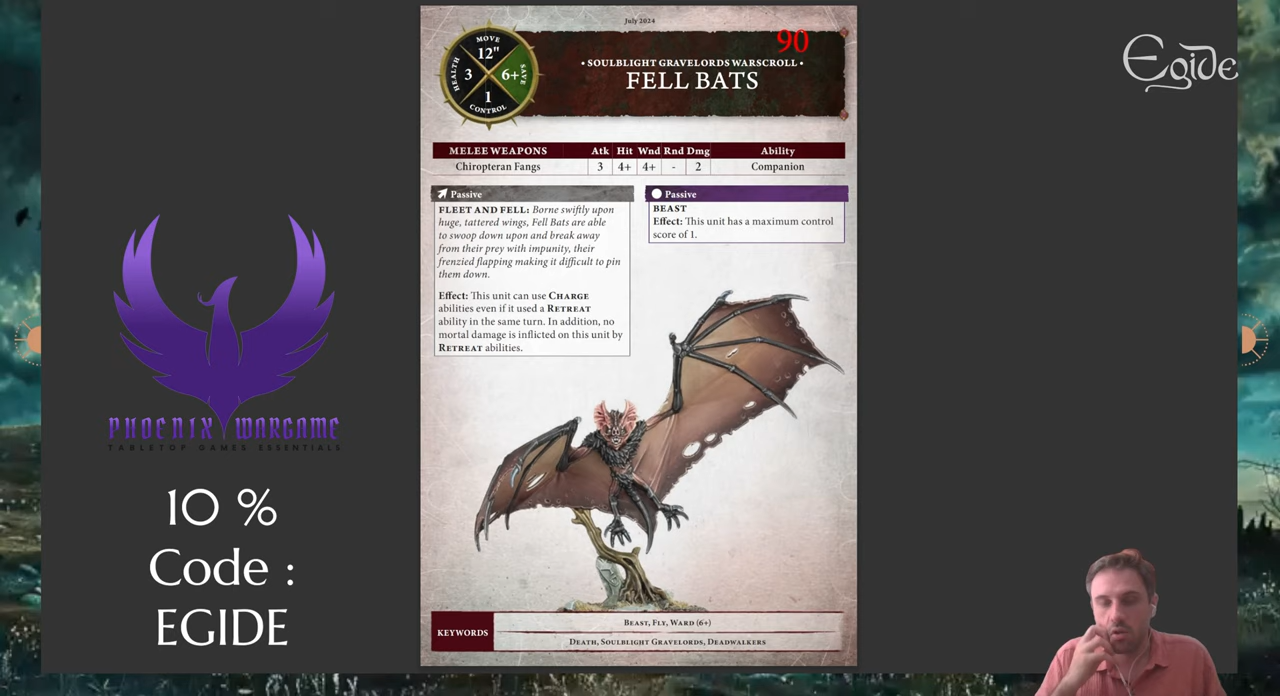 July 2024
90
Egide
MOVE
12"
HEALTH
3
6+
SAVE
1
CONTROL
• SOULBLIGHT GRAVELORDS WARSCROLL •
FELL BATS
MELEE WEAPONS Atk Hit Wnd Rnd Dmg Ability
Chiropteran Fangs 3 4+ 4+ - 2 Companion
Passive
FLEET AND FELL: Borne swiftly upon
huge, tattered wings, Fell Bats are able
to swoop down upon and break away
from their prey with impunity, their
frenzied flapping making it difficult to pin
them down.
Effect: This unit can use CHARGE
abilities even if it used a RETREAT
ability in the same turn. In addition, no
mortal damage is inflicted on this unit by
RETREAT abilities.
Passive
BEAST
Effect: This unit has a maximum control
score of 1.
PHOENIX WARGAME
TABLETOP GAMES ESSENTIALS
10 %
Code :
EGIDE
KEYWORDS
BEAST, FLY, WARD (6+)
DEATH, SOULBLIGHT GRAVELORDS, DEADWALKERS